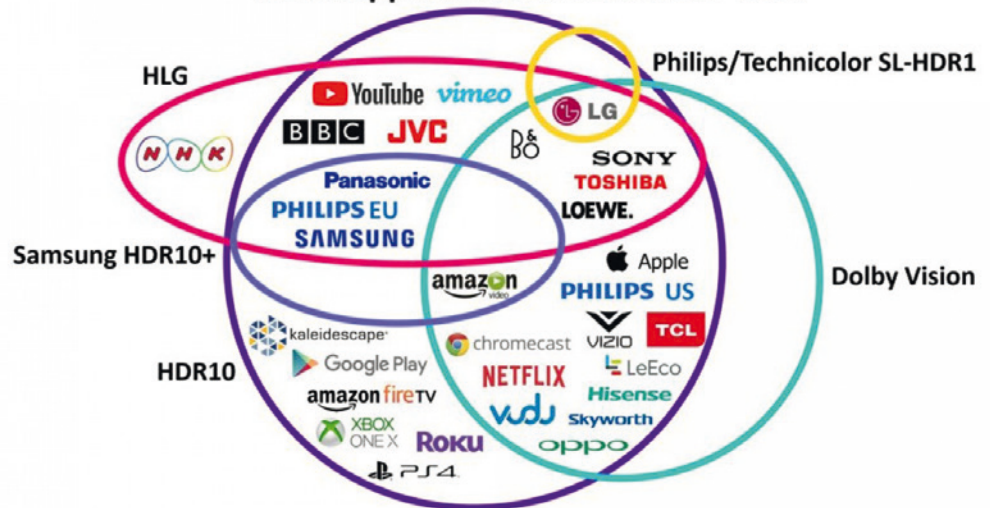 Philips/Technicolor SL-HDR1
HLG
YouTube vimeo
LG
BBC JVC
B&O
NHK
SONY
TOSHIBA
Panasonic
PHILIPS EU
LOEWE.
SAMSUNG
Samsung HDR10+
Apple
amazon video
Dolby Vision
PHILIPS US
VIZIO TCL
kaleidescape
chromecast
Google Play
LeEco
HDR10
NETFLIX
amazon fireTV
Hisense
vudu
Skyworth
XBOX ONE X
ROKU
oppo
PS4